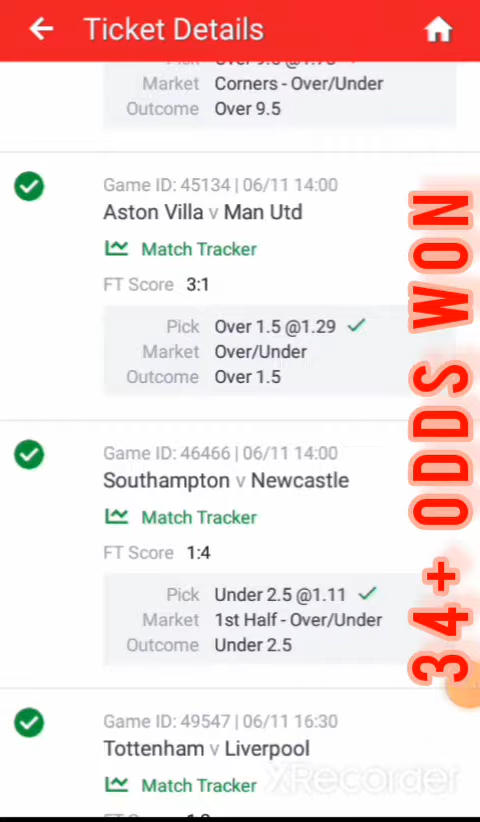 Ticket Details
Corners - Over/Under
Market
Outcome Over 9.5
Game ID: 45134 | 06/11 14:00
Aston Villa v Man Utd
Match Tracker
FT Score 3:1
Pick Over 1.5 @1.29
Market Over/Under
Outcome Over 1.5
Game ID: 46466 | 06/11 14:00
Southampton v Newcastle
Match Tracker
FT Score 1:4
Pick Under 2.5 @1.11
Market 1st Half - Over/Under
Outcome Under 2.5
Game ID: 49547 | 06/11 16:30
Tottenham v Liverpool
Match Tracker
34+ ODDS WON
XRecorder